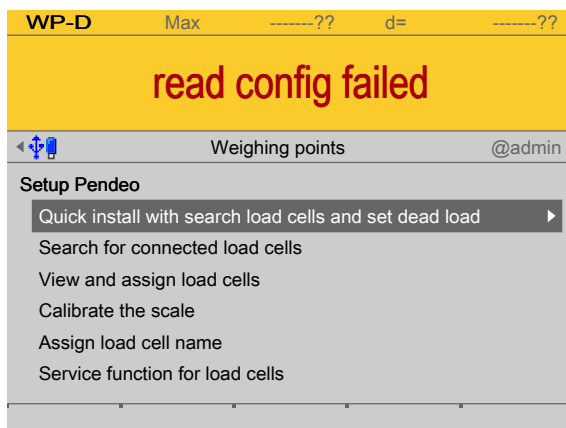 WP-D Max -------?? d= -------??
read config failed
Weighing points @admin
Setup Pendeo
Quick install with search load cells and set dead load
Search for connected load cells
View and assign load cells
Calibrate the scale
Assign load cell name
Service function for load cells